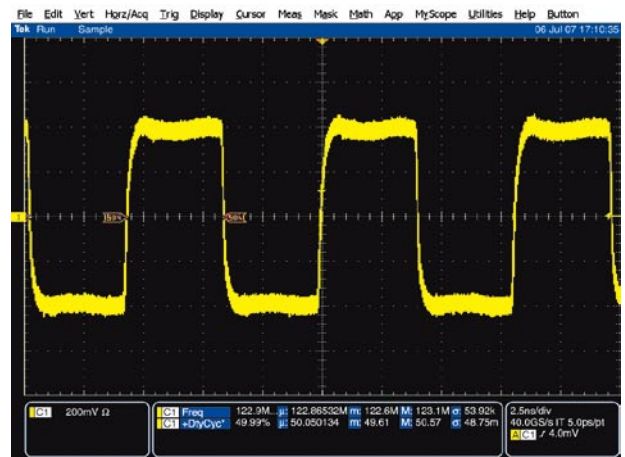 File Edit Vert Horz/Acq Trig Display Cursor Meas Mask Math App MyScope Utilities Help Button
Tek Run Sample 06 Jul 07 17:10:35
1 50% 50%
C1 200mV Ω
C1 Freq 122.9M... µ: 122.86532M m: 122.6M M: 123.1M σ: 53.92k
C1 +DtyCyc* 49.99% µ: 50.050134 m: 49.61 M: 50.57 σ: 48.75m
2.5ns/div
40.0GS/s IT 5.0ps/pt
A C1 / 4.0mV